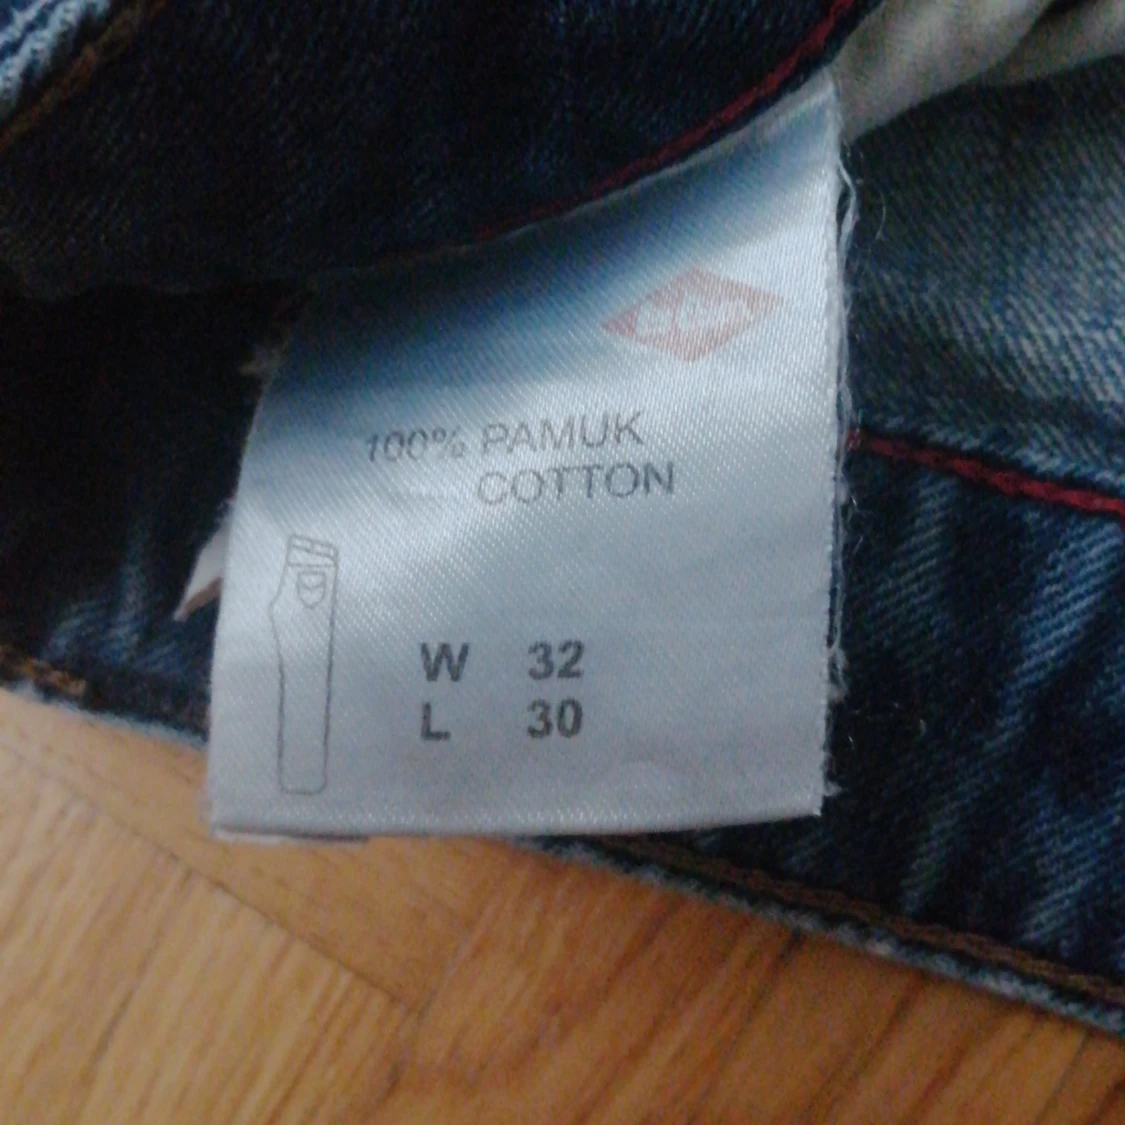 100% PAMUK
COTTON
W 32
L 30